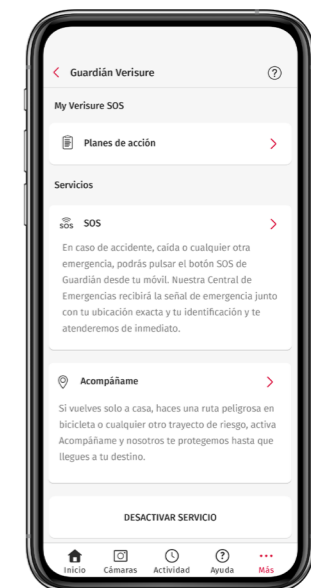 Guardián Verisure
My Verisure SOS
Planes de acción
Servicios
SOS
SOS
En caso de accidente, caída o cualquier otra
emergencia, podrás pulsar el botón SOS de
Guardián desde tu móvil. Nuestra Central de
Emergencias recibirá la señal de emergencia junto
con tu ubicación exacta y tu identificación y te
atenderemos de inmediato.
Acompáñame
Si vuelves solo a casa, haces una ruta peligrosa en
bicicleta o cualquier otro trayecto de riesgo, activa
Acompáñame y nosotros te protegemos hasta que
llegues a tu destino.
DESACTIVAR SERVICIO
Inicio Cámaras Actividad Ayuda Más